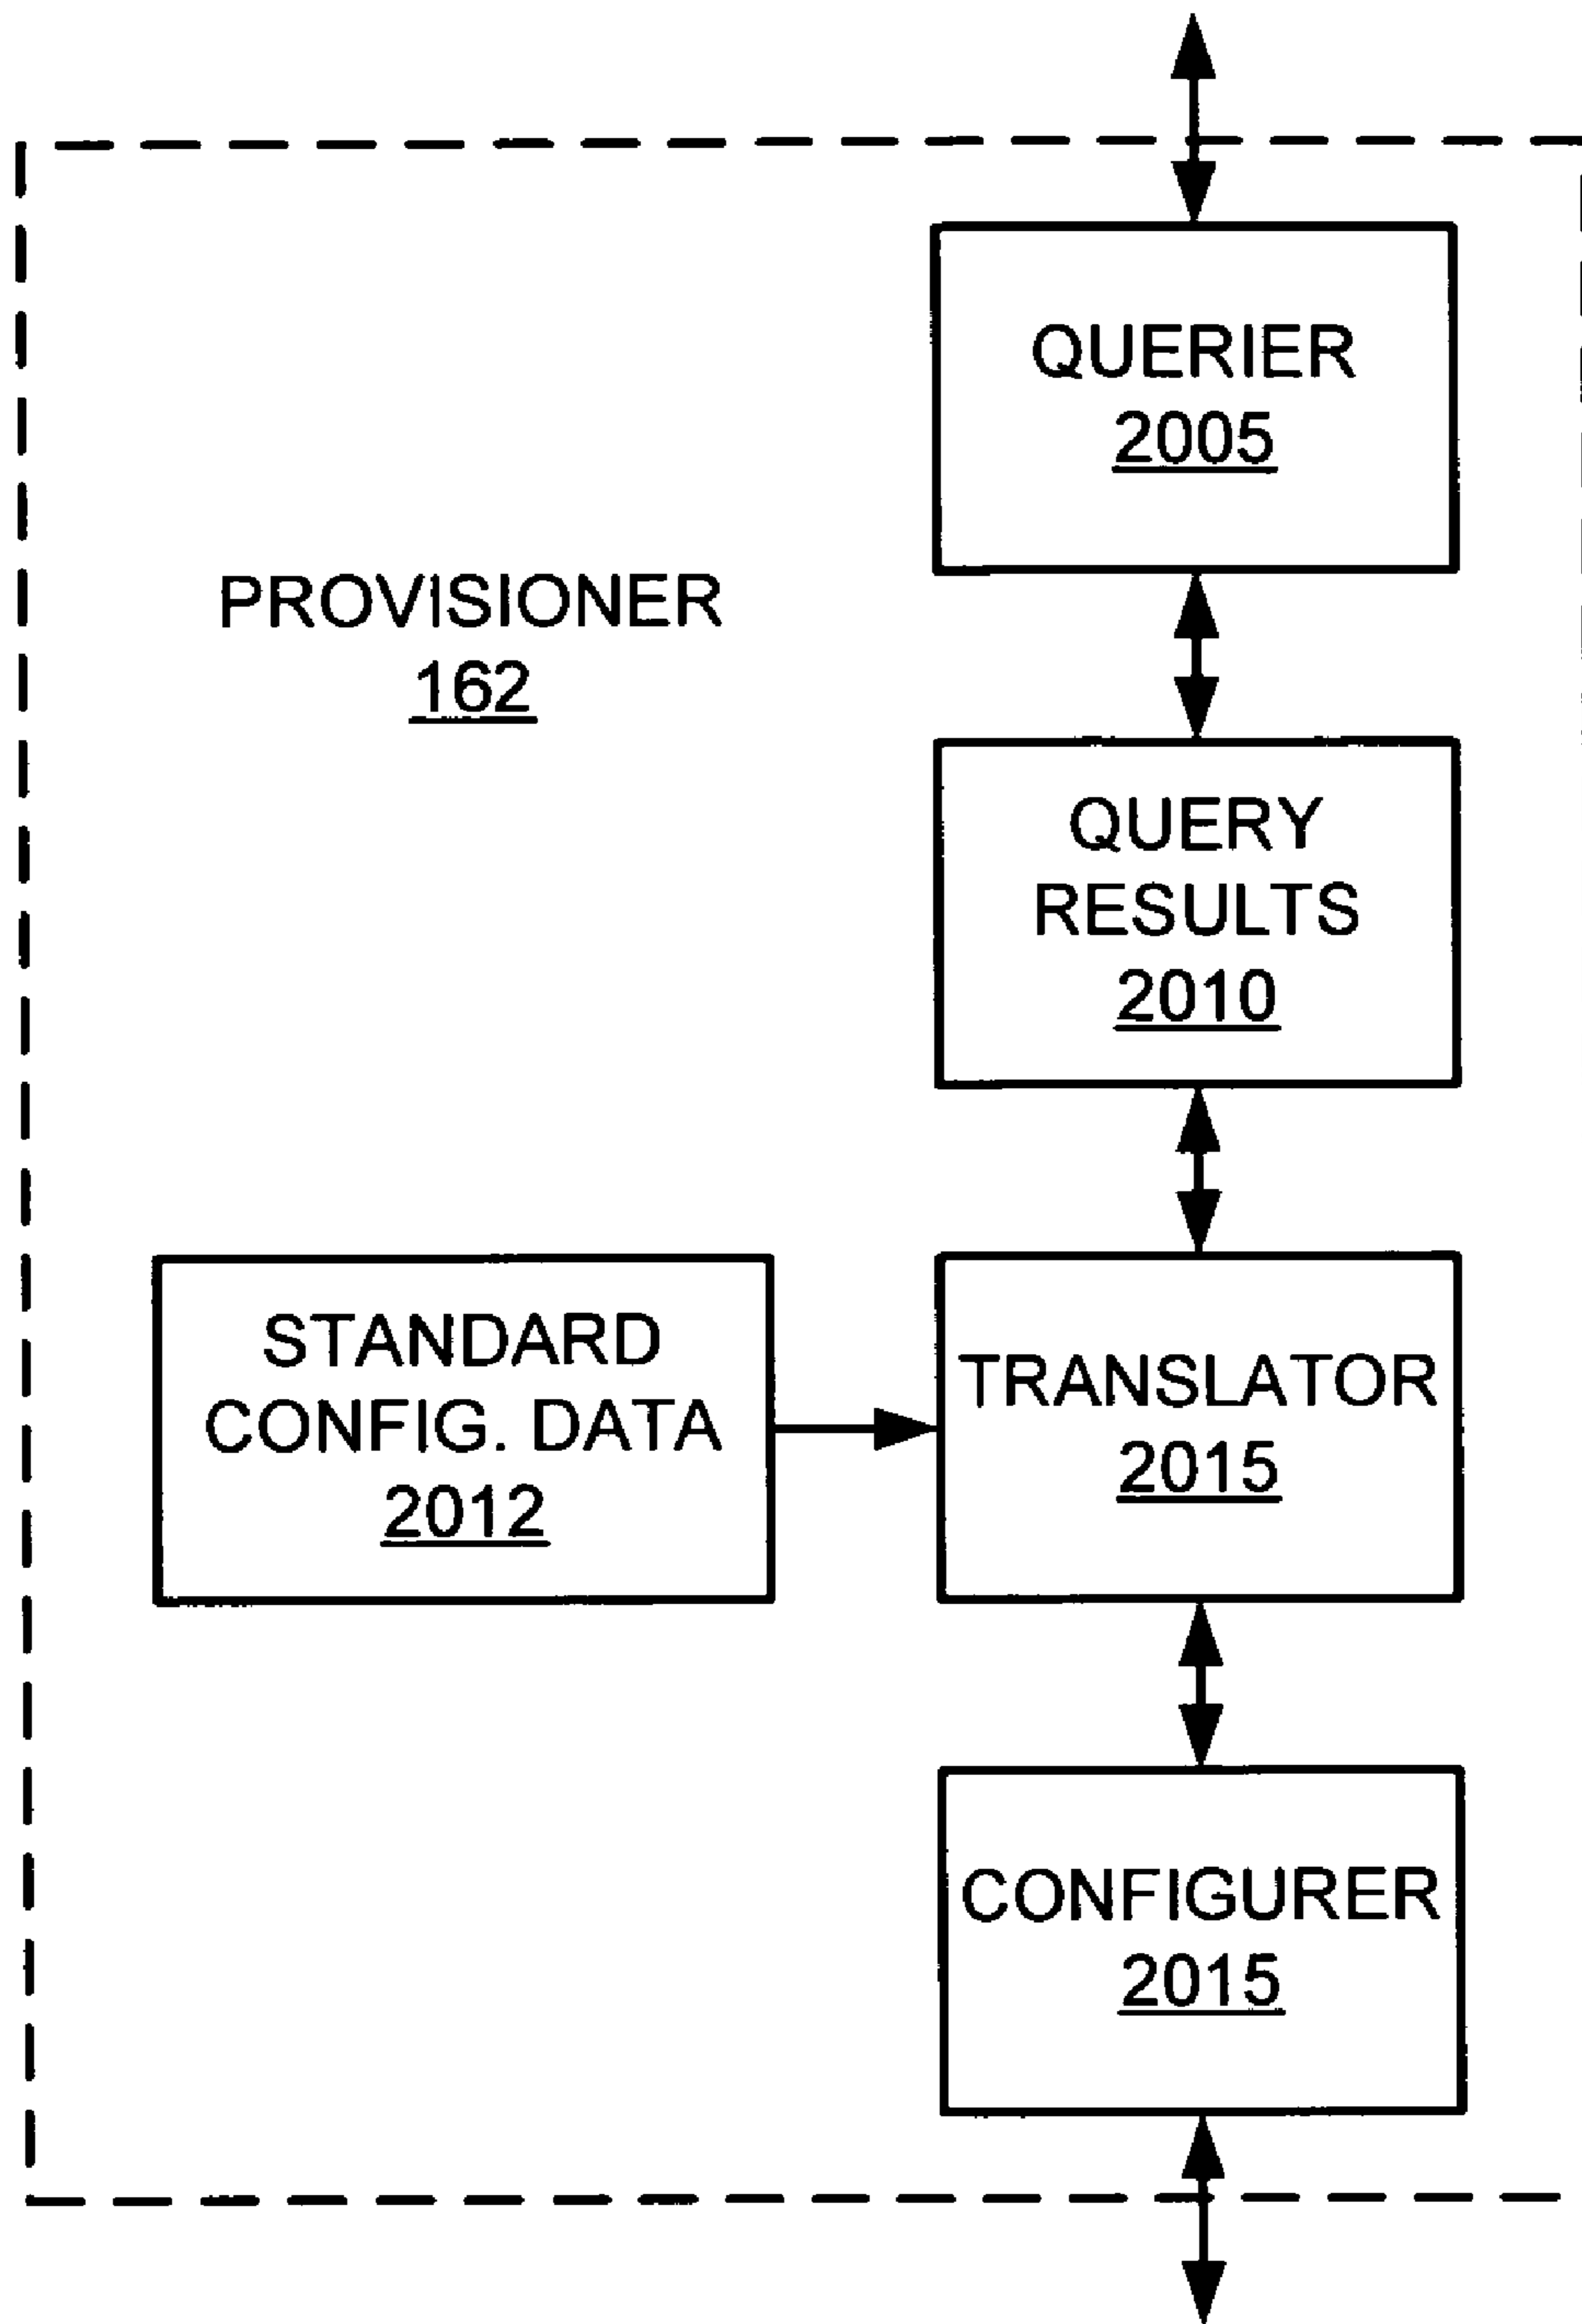 QUERIER
2005
PROVISIONER
162
QUERY
RESULTS
2010
STANDARD
CONFIG. DATA
2012
TRANSLATOR
2015
CONFIGURER
2015